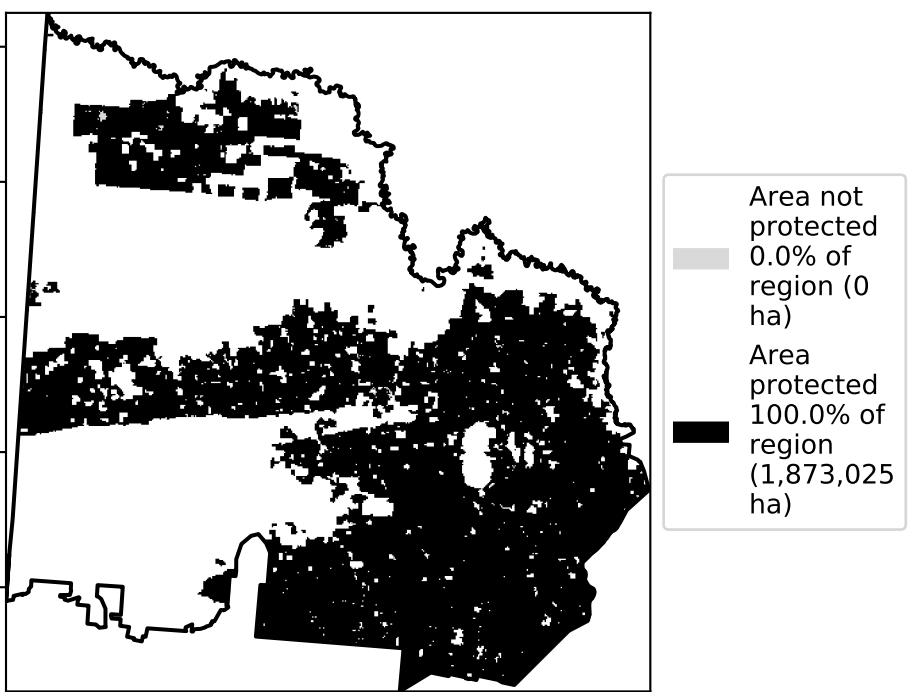 Area not
protected
0.0% of
region (0
ha)
Area
protected
100.0% of
region
(1,873,025
ha)